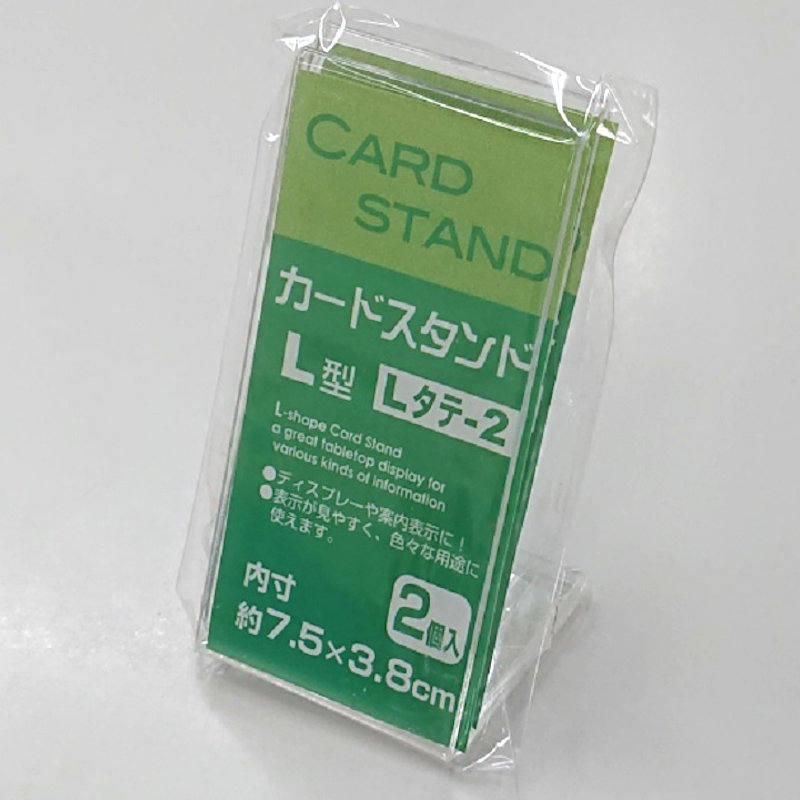 CARD
STAND
カードスタンド
L型 Lタテ-2
L-shape Card Stand
a great tabletop display for
various kinds of information
●ディスプレーや案内表示に!
●表示が見やすく、色々な用途に
使えます。
内寸
約7.5×3.8cm
2個入